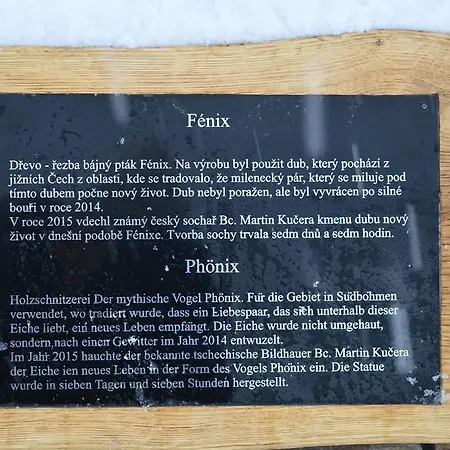 Fénix
Dřevo - řezba bájný pták Fénix. Na výrobu byl použit dub, který pochází z
jižních Čech z oblasti, kde se tradovalo, že milenecký pár, který se miluje pod
tímto dubem počne nový život. Dub nebyl poražen, ale byl vyvrácen po silné
bouři v roce 2014.
V roce 2015 vdechl známý český sochař Bc. Martin Kučera kmenu dubu nový
život v dnešní podobě Fénixe. Tvorba sochy trvala sedm dnů a sedm hodin.
Phönix
Holzschnitzerei Der mythische Vogel Phönix. Für die Gebiet in Südbohmen
verwendet, wo tradiert wurde, dass ein Liebespaar, das sich unterhalb dieser
Eiche liebt, ein neues Leben empfängt. Die Eiche wurde nicht umgehaut,
sondern nach einen Gewitter im Jahr 2014 entwuzelt.
Im Jahr 2015 hauchte der bekannte tschechische Bildhauer Bc. Martin Kučera
der Eiche ien neues Leben in der Form des Vogels Phönix ein. Die Statue
wurde in sieben Tagen und sieben Stunden hergestellt.